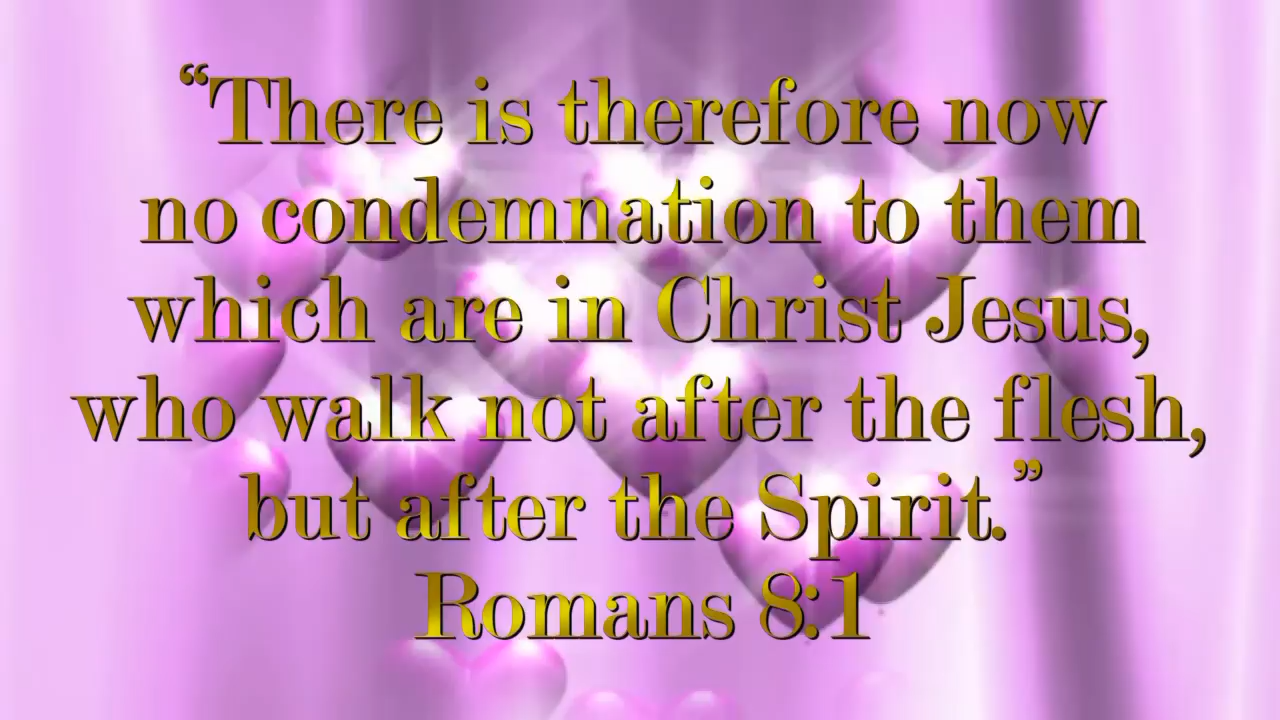 “There is therefore now
no condemnation to them
which are in Christ Jesus,
who walk not after the flesh,
but after the Spirit.”
Romans 8:1